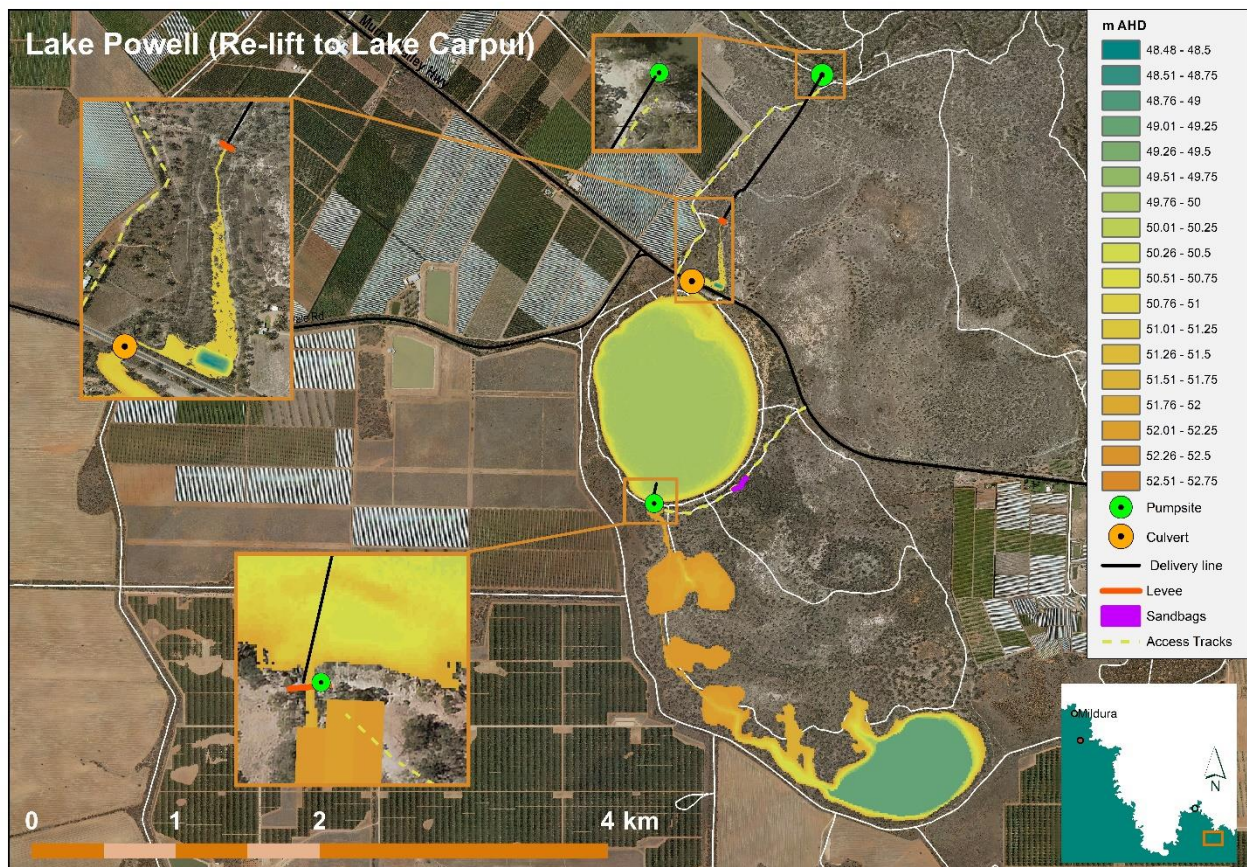 Lake Powell (Re-lift to Lake Carpul)
m AHD
48.48 - 48.5
48.51 - 48.75
48.76 - 49
49.01 - 49.25
49.26 - 49.5
49.51 - 49.75
49.76 - 50
50.01 - 50.25
50.26 - 50.5
50.51 - 50.75
50.76 - 51
51.01 - 51.25
51.26 - 51.5
51.51 - 51.75
51.76 - 52
52.01 - 52.25
52.26 - 52.5
52.51 - 52.75
Pumpsite
Culvert
Delivery line
Levee
Sandbags
Access Tracks
Rd
Mildura
N
0 1 2 4 km